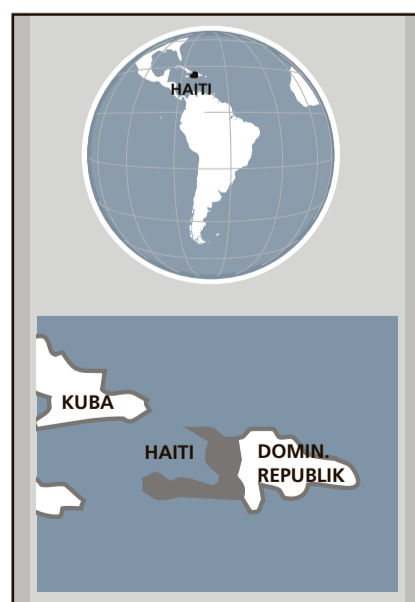 HAITI
KUBA
HAITI
DOMIN.
REPUBLIK